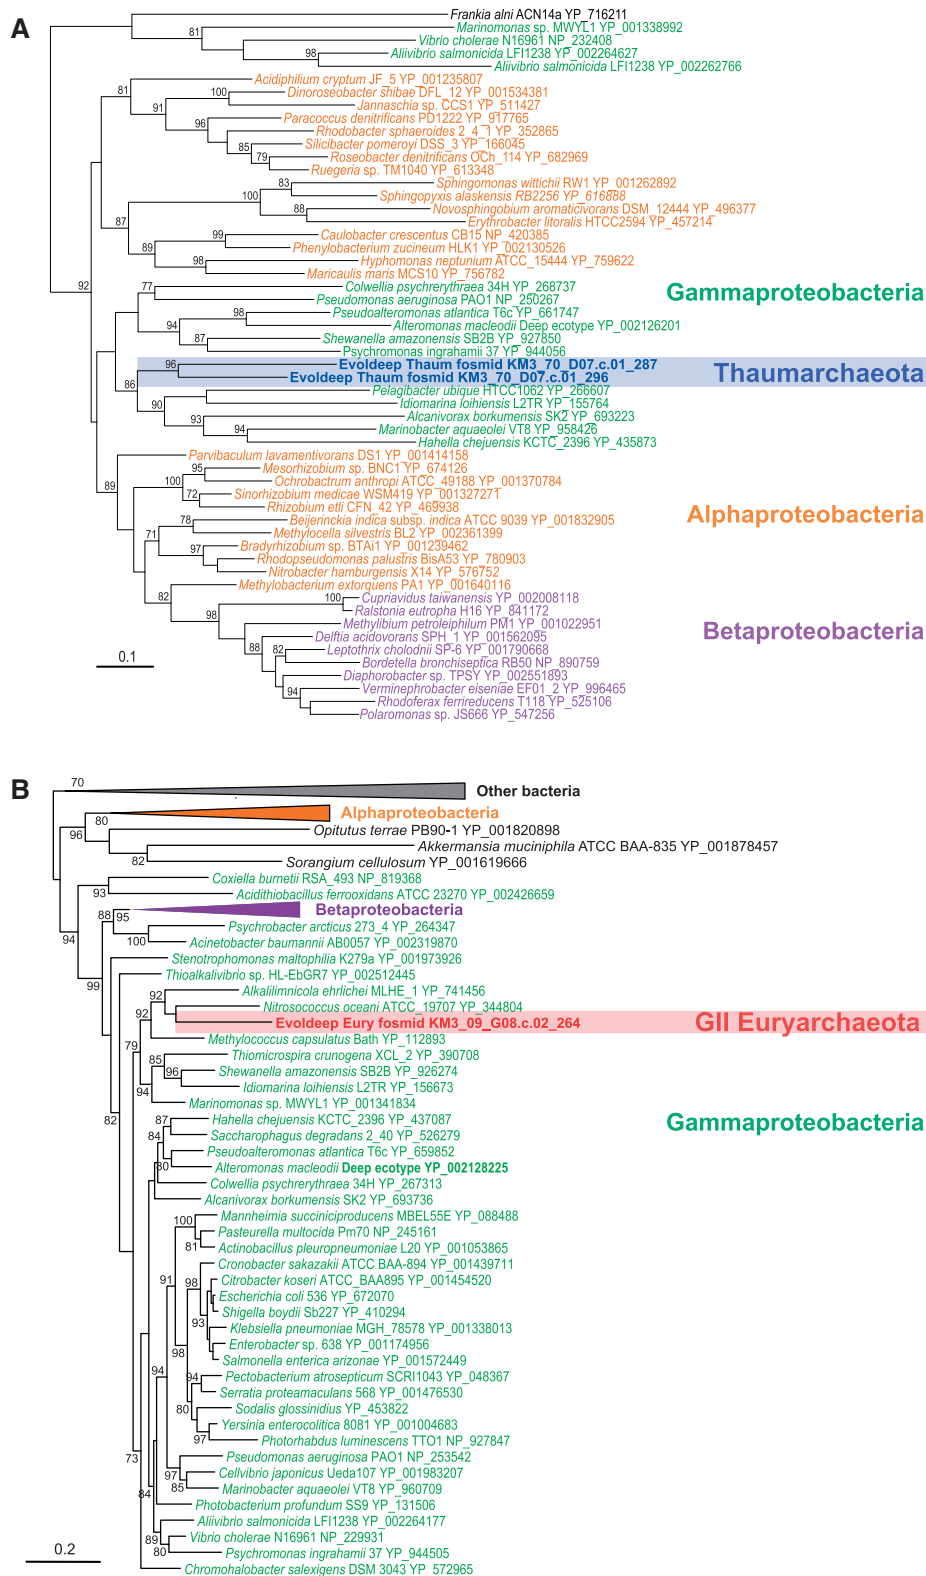 A
Frankia alni ACN14a YP_716211
81
Marinomonas sp. MWYL1 YP_001338992
Vibrio cholerae N16961 NP_232408
98
Aliivibrio salmonicida LFI1238 YP_002264627
Aliivibrio salmonicida LFI1238 YP_002262766
81
Acidiphilium cryptum JF_5 YP_001235807
100
Dinoroseobacter shibae DFL_12 YP_001534381
91
Jannaschia sp. CCS1 YP_511427
96
Paracoccus denitrificans PD1222 YP_917765
Rhodobacter sphaeroides 2_4_1 YP_352865
85
Silicibacter pomeroyi DSS_3 YP_166045
79
Roseobacter denitrificans OCh_114 YP_682969
Ruegeria sp. TM1040 YP_613348
83
Sphingomonas wittichii RW1 YP_001262892
100
Sphingopyxis alaskensis RB2256 YP_616888
88
Novosphingobium aromaticivorans DSM_12444 YP_496377
87
Erythrobacter litoralis HTCC2594 YP_457214
99
Caulobacter crescentus CB15 NP_420385
89
Phenylobacterium zucineum HLK1 YP_002130526
98
Hyphomonas neptunium ATCC_15444 YP_759622
Maricaulis maris MCS10 YP_756782
92
77
Colwellia psychrerythraea 34H YP_268737
Gammaproteobacteria
Pseudomonas aeruginosa PAO1 NP_250267
98
Pseudoalteromonas atlantica T6c YP_661747
94
Alteromonas macleodii Deep ecotype YP_002126201
87
Shewanella amazonensis SB2B YP_927850
Psychromonas ingrahamii 37 YP_944056
96
Evoldeep Thaum fosmid KM3_70_D07.c.01_287
Thaumarchaeota
Evoldeep Thaum fosmid KM3_70_D07.c.01_296
86
Pelagibacter ubique HTCC1062 YP_266607
90
Idiomarina loihiensis L2TR YP_155764
93
Alcanivorax borkumensis SK2 YP_693223
94
Marinobacter aquaeolei VT8 YP_958426
Hahella chejuensis KCTC_2396 YP_435873
Parvibaculum lavamentivorans DS1 YP_001414158
95
Mesorhizobium sp. BNC1 YP_674126
100
Ochrobactrum anthropi ATCC_49188 YP_001370784
89
72
Sinorhizobium medicae WSM419 YP_001327271
Rhizobium etli CFN_42 YP_469938
Alphaproteobacteria
78
Beijerinckia indica subsp. indica ATCC 9039 YP_001832905
71
Methylocella silvestris BL2 YP_002361399
97
Bradyrhizobium sp. BTAi1 YP_001239462
Rhodopseudomonas palustris BisA53 YP_780903
Nitrobacter hamburgensis X14 YP_576752
Methylobacterium extorquens PA1 YP_001640116
82
100
Cupriavidus taiwanensis YP_002008118
98
Ralstonia eutropha H16 YP_841172
Methylibium petroleiphilum PM1 YP_001022951
Betaproteobacteria
Delftia acidovorans SPH_1 YP_001562095
88
82
Leptothrix cholodnii SP-6 YP_001790668
0.1
Bordetella bronchiseptica RB50 NP_890759
Diaphorobacter sp. TPSY YP_002551893
94
Verminephrobacter eiseniae EF01_2 YP_996465
Rhodoferax ferrireducens T118 YP_525106
Polaromonas sp. JS666 YP_547256
B
70
Other bacteria
80
Alphaproteobacteria
96
Opitutus terrae PB90-1 YP_001820898
Akkermansia muciniphila ATCC BAA-835 YP_001878457
82
Sorangium cellulosum YP_001619666
93
Coxiella burnetii RSA_493 NP_819368
Acidithiobacillus ferrooxidans ATCC 23270 YP_002426659
88
95
Betaproteobacteria
94
100
Psychrobacter arcticus 273_4 YP_264347
Acinetobacter baumannii AB0057 YP_002319870
Stenotrophomonas maltophilia K279a YP_001973926
99
Thioalkalivibrio sp. HL-EbGR7 YP_002512445
92
Alkalilimnicola ehrlichei MLHE_1 YP_741456
92
Nitrosococcus oceani ATCC_19707 YP_344804
Evoldeep Eury fosmid KM3_09_G08.c.02_264
GII Euryarchaeota
79
Methylococcus capsulatus Bath YP_112893
85
Thiomicrospira crunogena XCL_2 YP_390708
96
Shewanella amazonensis SB2B YP_926274
94
Idiomarina loihiensis L2TR YP_156673
Marinomonas sp. MWYL1 YP_001341834
82
87
Hahella chejuensis KCTC_2396 YP_437087
Gammaproteobacteria
84
Saccharophagus degradans 2_40 YP_526279
Pseudoalteromonas atlantica T6c YP_659852
80
Alteromonas macleodii Deep ecotype YP_002128225
Colwellia psychrerythraea 34H YP_267313
Alcanivorax borkumensis SK2 YP_693736
100
Mannheimia succiniciproducens MBEL55E YP_088488
Pasteurella multocida Pm70 NP_245161
81
Actinobacillus pleuropneumoniae L20 YP_001053865
Cronobacter sakazakii ATCC BAA-894 YP_001439711
91
98
Citrobacter koseri ATCC_BAA895 YP_001454520
Escherichia coli 536 YP_672070
Shigella boydii Sb227 YP_410294
93
Klebsiella pneumoniae MGH_78578 YP_001338013
Enterobacter sp. 638 YP_001174956
98
Salmonella enterica arizonae YP_001572449
94
94
Pectobacterium atrosepticum SCRI1043 YP_048367
Serratia proteamaculans 568 YP_001476530
80
Sodalis glossinidius YP_453822
Yersinia enterocolitica 8081 YP_001004683
97
Photorhabdus luminescens TTO1 NP_927847
73
Pseudomonas aeruginosa PAO1 NP_253542
97
Cellvibrio japonicus Ueda107 YP_001983207
85
Marinobacter aquaeolei VT8 YP_960709
84
Photobacterium profundum SS9 YP_131506
Aliivibrio salmonicida LFI1238 YP_002264177
89
Vibrio cholerae N16961 NP_229931
0.2
80
Psychromonas ingrahamii 37 YP_944505
Chromohalobacter salexigens DSM 3043 YP_572965